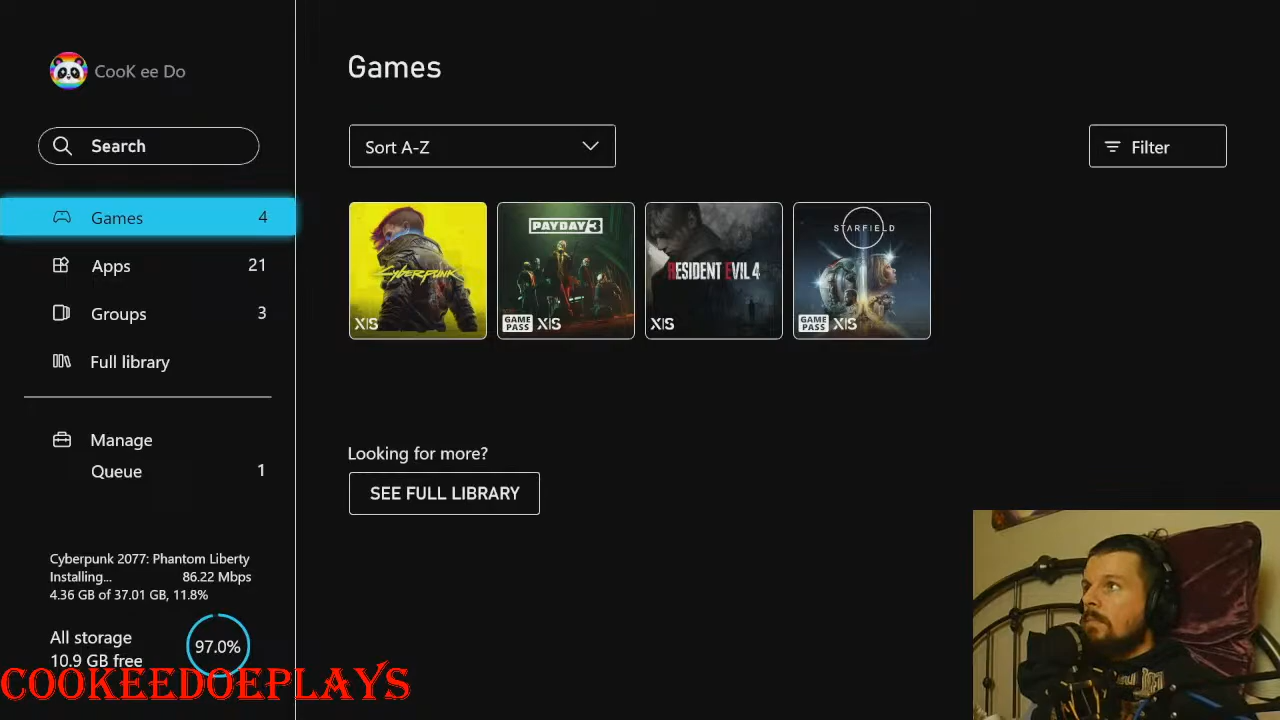 CooK ee Do
Search
Games 4
Apps 21
Groups 3
Full library
Manage
Queue 1
Cyberpunk 2077: Phantom Liberty
Installing... 86.22 Mbps
4.36 GB of 37.01 GB, 11.8%
All storage
10.9 GB free
97.0%
COOKEEDOEPLAYS
Games
Sort A-Z
Filter
CYBERPUNK
X|S
PAYDAY 3
GAME PASS X|S
RESIDENT EVIL 4
X|S
STARFIELD
GAME PASS X|S
Looking for more?
SEE FULL LIBRARY